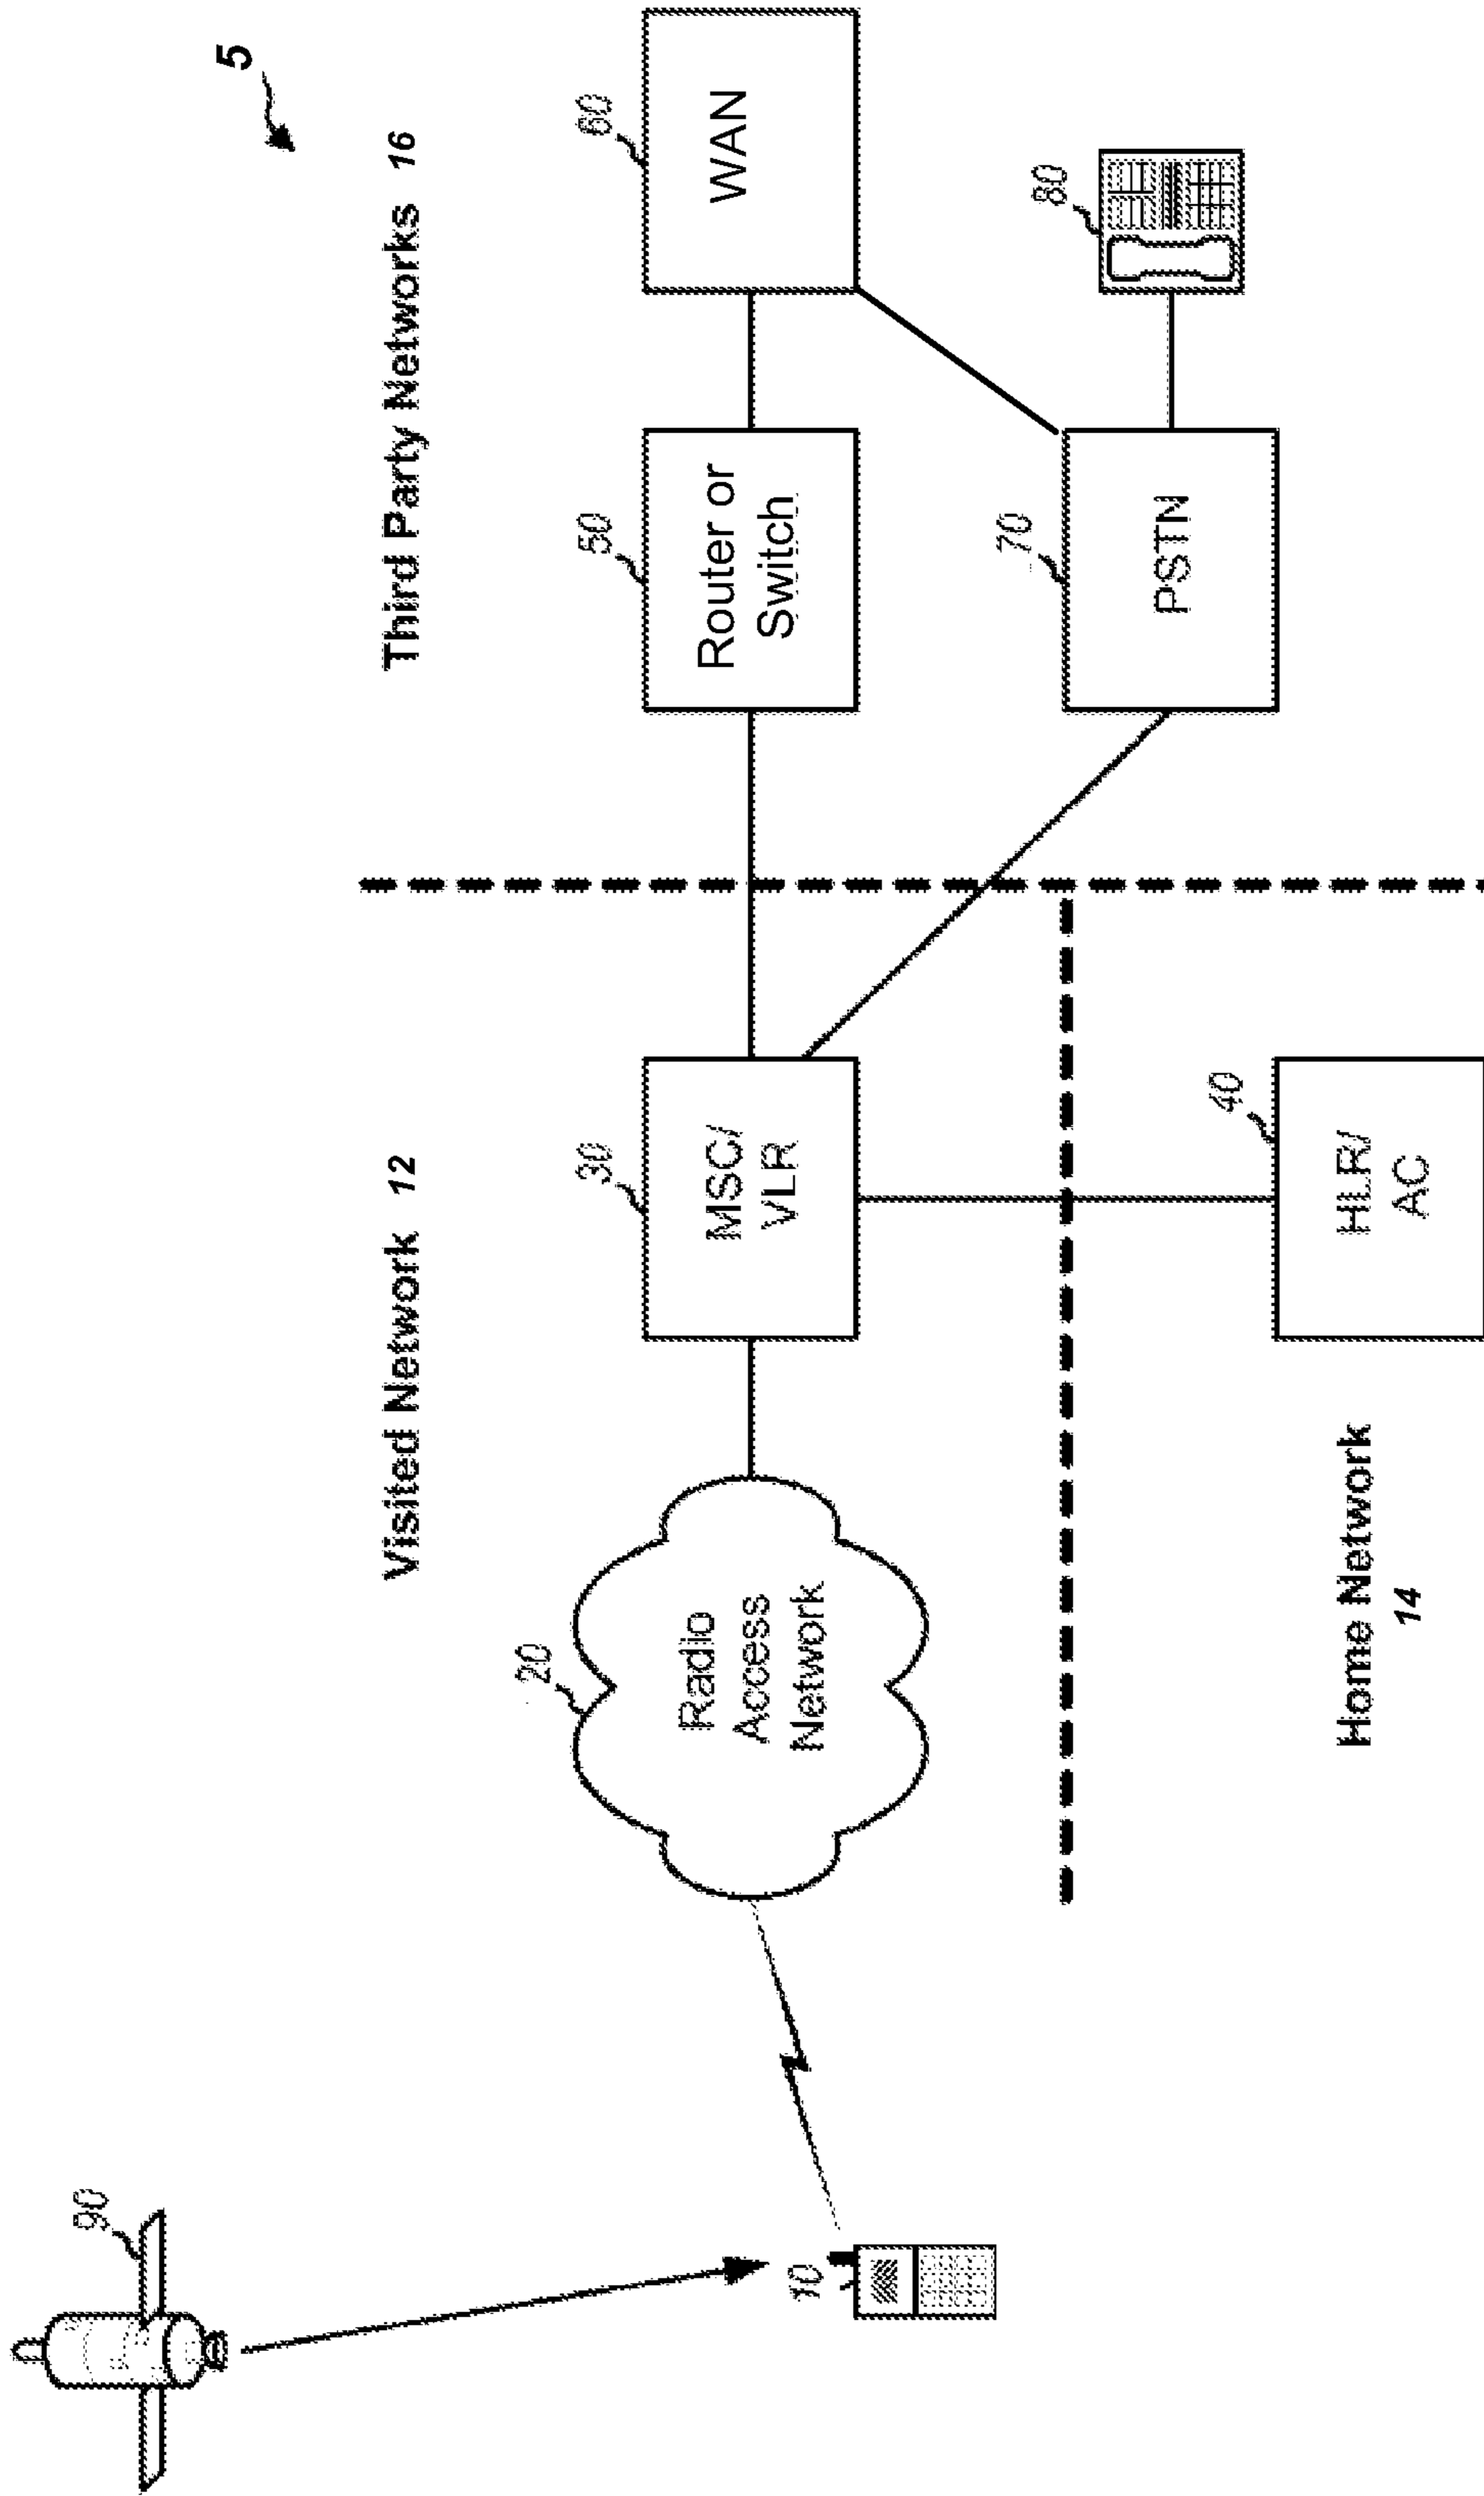 5
Visited Network 12
Third Party Networks 16
90
10
20
Radio
Access
Network
30
MSC/
VLR
50
Router or
Switch
60
WAN
70
PSTN
80
40
HLR/
AC
Home Network
14